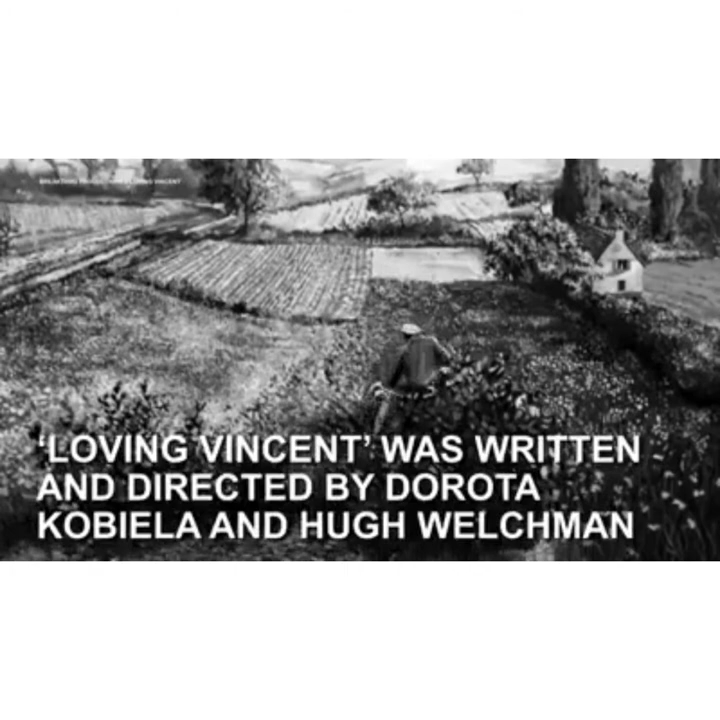 'LOVING VINCENT' WAS WRITTEN
AND DIRECTED BY DOROTA
KOBIELA AND HUGH WELCHMAN